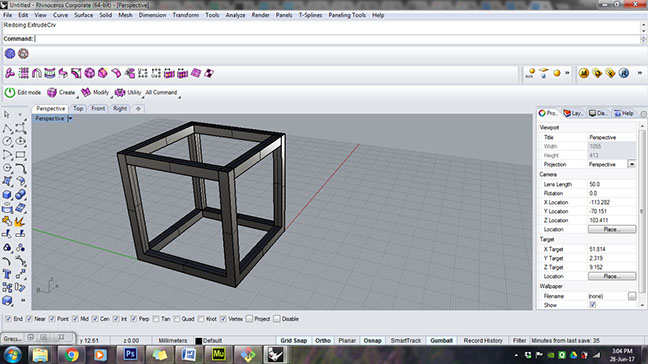 Untitled - Rhinoceros Corporate (64-bit) - [Perspective]
File Edit View Curve Surface Solid Mesh Dimension Transform Tools Analyze Render Panels T-Splines Paneling Tools Help
Redoing ExtrudeCrv
Command:
Edit mode Create Modify Utility All Command
Perspective Top Front Right
Perspective
Pro... Lay... Dis... Help
Viewport
Title Perspective
Width 1055
Height 413
Projection Perspective
Camera
Lens Length 50.0
Rotation 0.0
X Location -113.282
Y Location -70.151
Z Location 103.411
Location Place...
Target
X Target 51.814
Y Target 2.319
Z Target 9.152
Location Place...
Wallpaper
Filename (none) ...
Show
z
x
End Near Point Mid Cen Int Perp Tan Quad Knot Vertex Project Disable
Grass... y 12.61 z 0.00 Millimeters Default Grid Snap Ortho Planar Osnap SmartTrack Gumball Record History Filter Minutes from last save: 35
Ps W Mu
3:04 PM
28-Jun-17